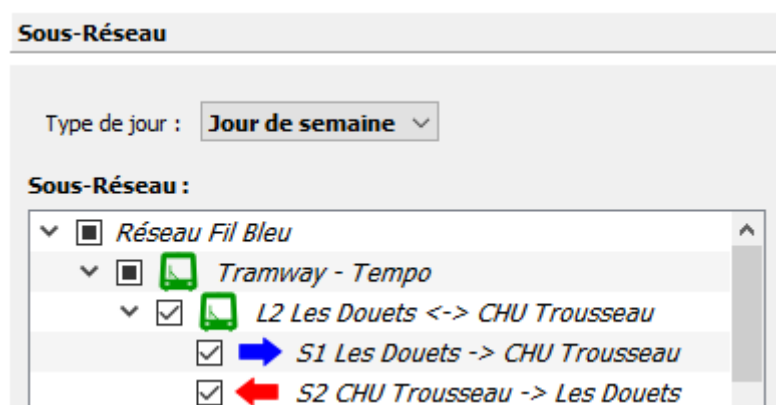 Sous-Réseau
Type de jour : Jour de semaine
Sous-Réseau :
Réseau Fil Bleu
Tramway - Tempo
L2 Les Douets <-> CHU Trousseau
S1 Les Douets -> CHU Trousseau
S2 CHU Trousseau -> Les Douets